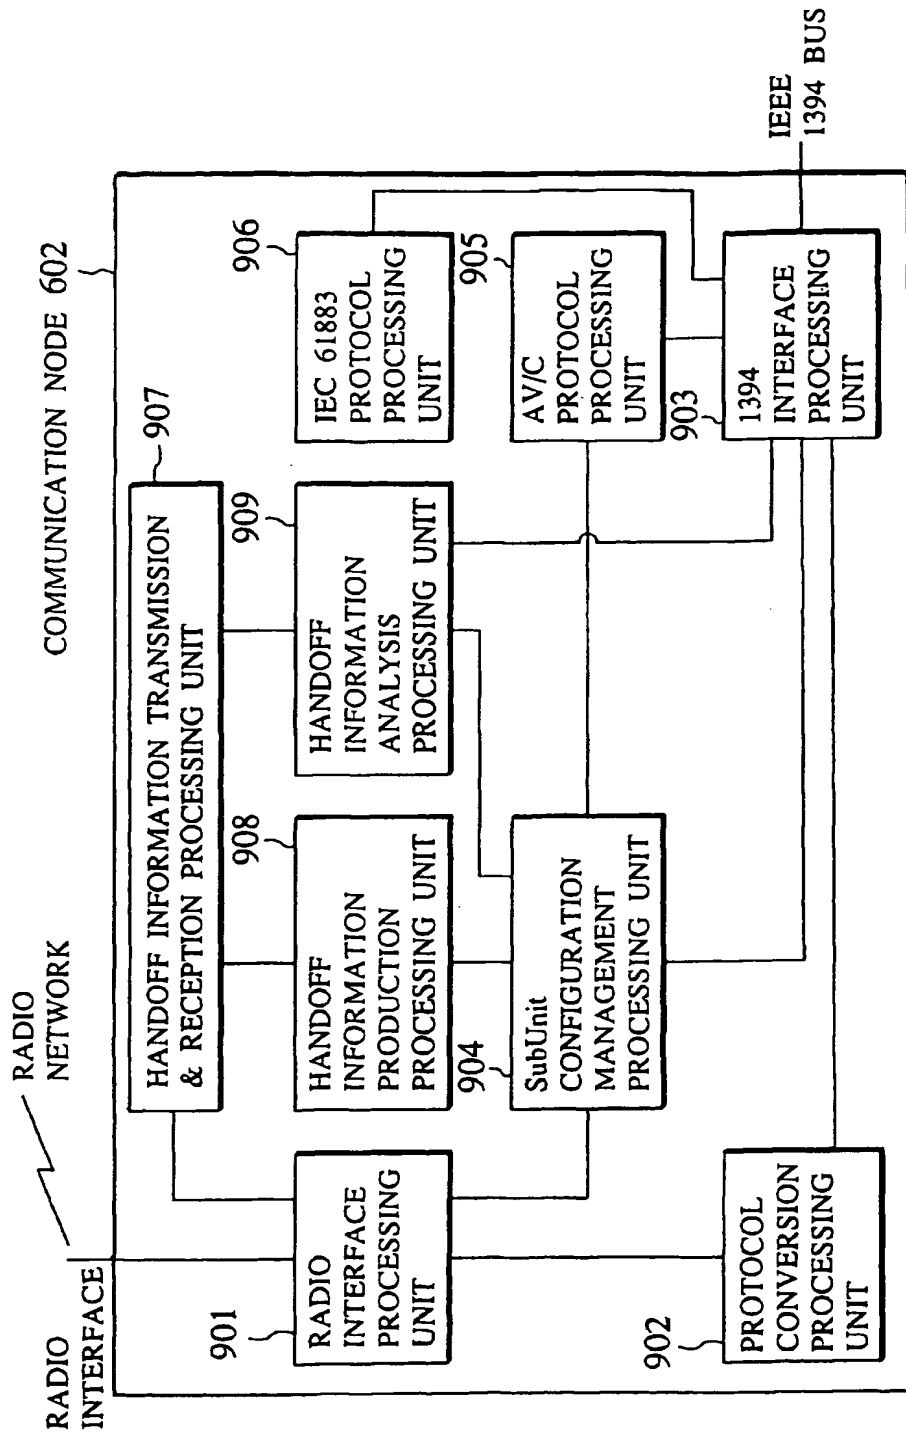 RADIO
INTERFACE
RADIO
NETWORK
COMMUNICATION NODE 602
907
HANDOFF INFORMATION TRANSMISSION
& RECEPTION PROCESSING UNIT
901
RADIO
INTERFACE
PROCESSING
UNIT
908
HANDOFF
INFORMATION
PRODUCTION
PROCESSING UNIT
909
HANDOFF
INFORMATION
ANALYSIS
PROCESSING UNIT
906
IEC 61883
PROTOCOL
PROCESSING
UNIT
904
SubUnit
CONFIGURATION
MANAGEMENT
PROCESSING UNIT
905
AV/C
PROTOCOL
PROCESSING
UNIT
902
PROTOCOL
CONVERSION
PROCESSING
UNIT
903
1394
INTERFACE
PROCESSING
UNIT
IEEE
1394 BUS